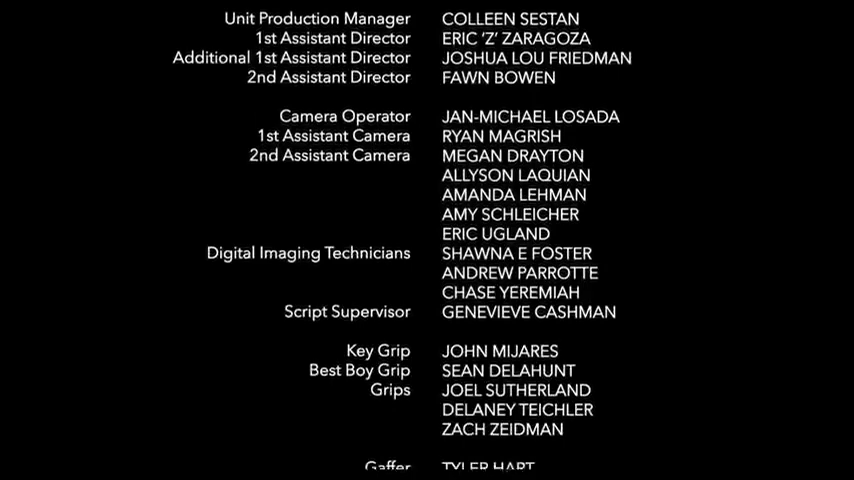 Unit Production Manager COLLEEN SESTAN
1st Assistant Director ERIC ‘Z’ ZARAGOZA
Additional 1st Assistant Director JOSHUA LOU FRIEDMAN
2nd Assistant Director FAWN BOWEN
Camera Operator JAN-MICHAEL LOSADA
1st Assistant Camera RYAN MAGRISH
2nd Assistant Camera MEGAN DRAYTON
ALLYSON LAQUIAN
AMANDA LEHMAN
AMY SCHLEICHER
ERIC UGLAND
Digital Imaging Technicians SHAWNA E FOSTER
ANDREW PARROTTE
CHASE YEREMIAH
Script Supervisor GENEVIEVE CASHMAN
Key Grip JOHN MIJARES
Best Boy Grip SEAN DELAHUNT
Grips JOEL SUTHERLAND
DELANEY TEICHLER
ZACH ZEIDMAN
Gaffer TYLER HART